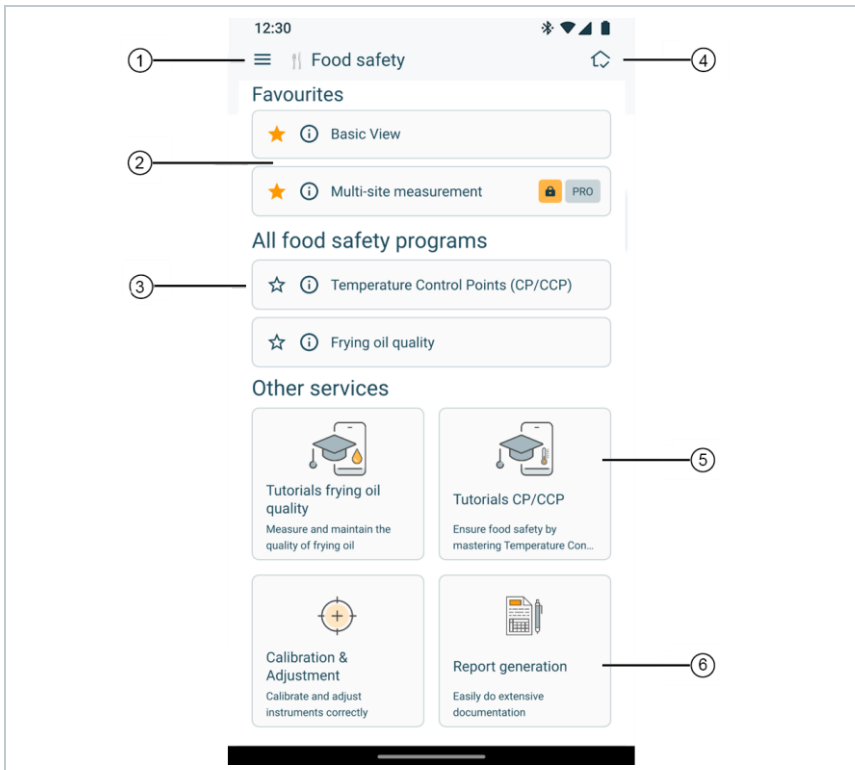 12:30
1
Food safety
4
Favourites
Basic View
2
Multi-site measurement PRO
All food safety programs
3
Temperature Control Points (CP/CCP)
Frying oil quality
Other services
Tutorials frying oil
quality
Measure and maintain the
quality of frying oil
Tutorials CP/CCP
Ensure food safety by
mastering Temperature Con...
5
Calibration &
Adjustment
Calibrate and adjust
instruments correctly
Report generation
Easily do extensive
documentation
6